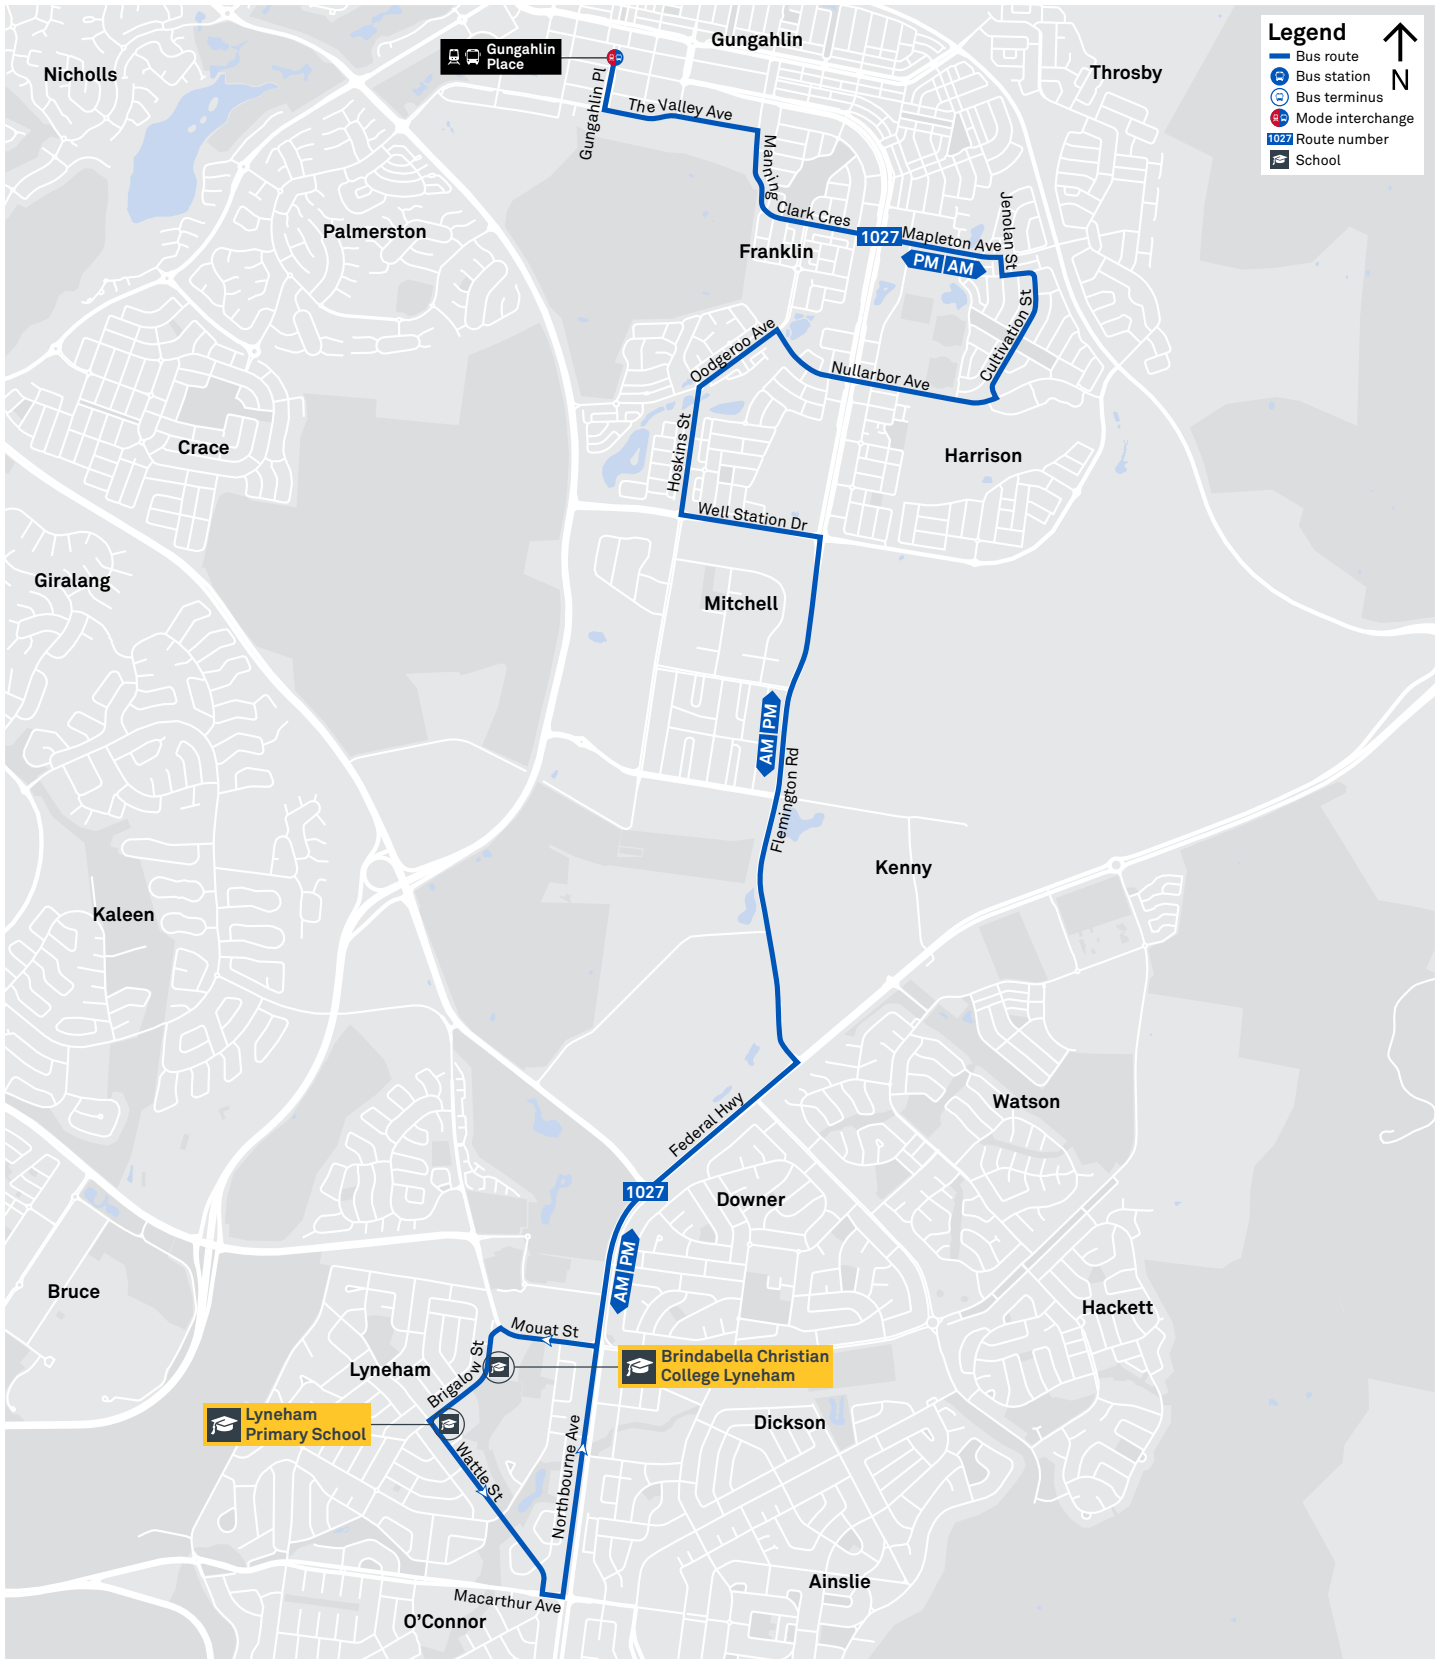 Legend
N
Bus route
Bus station
Bus terminus
Mode interchange
1027 Route number
School
Gungahlin
Place
Gungahlin
Nicholls
Throsby
Gungahlin Pl
The Valley Ave
Manning
Clark Cres
1027
Mapleton Ave
Jenolan St
PM AM
Palmerston
Franklin
Cultivation St
Oodgeroo Ave
Nullarbor Ave
Crace
Harrison
Hoskins St
Well Station Dr
Giralang
Mitchell
AM PM
Flemington Rd
Kenny
Kaleen
Watson
Federal Hwy
1027
Downer
AM PM
Bruce
Hackett
Mouat St
Brigalow St
Lyneham
Brindabella Christian
College Lyneham
Lyneham
Primary School
Dickson
Wattle St
Northbourne Ave
Ainslie
Macarthur Ave
O'Connor